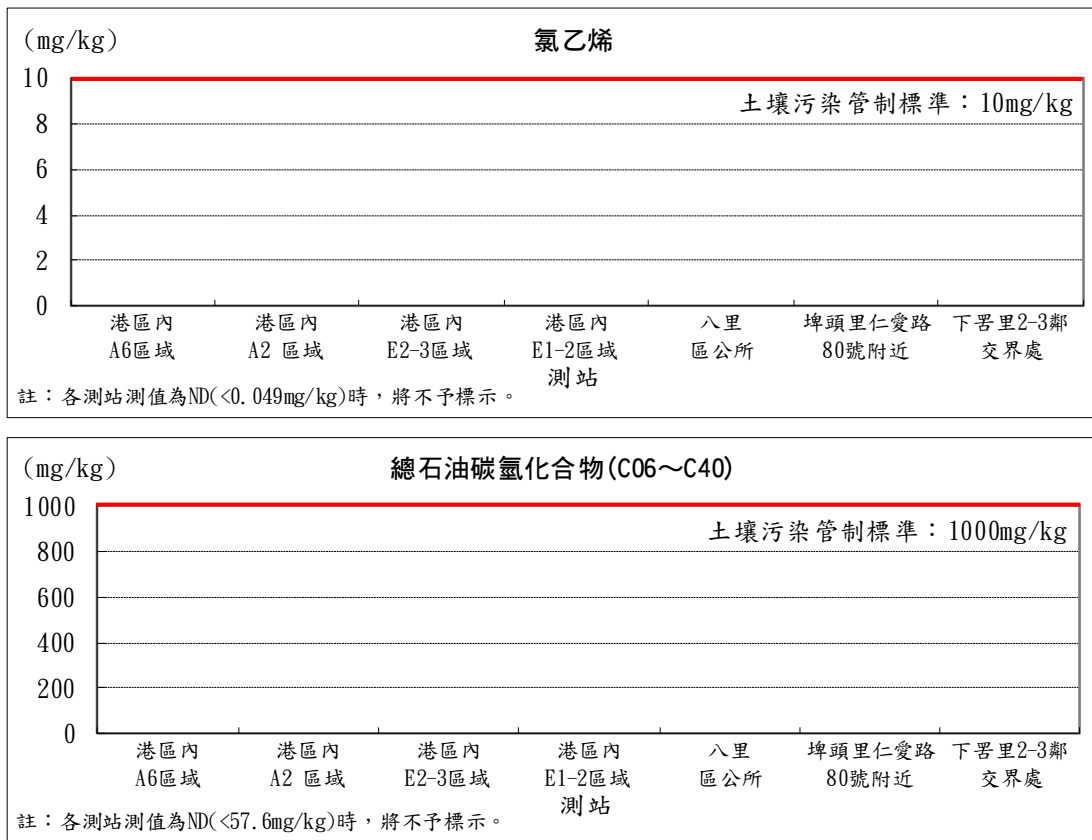 (mg/kg)
氯乙烯
10
土壤污染管制標準：10mg/kg
8
6
4
2
0
港區內 港區內 港區內 港區內 八里 埤頭里仁愛路 下罟里2-3鄰
A6區域 A2 區域 E2-3區域 E1-2區域 區公所 80號附近 交界處
測站
註：各測站測值為ND(<0.049mg/kg)時，將不予標示。
(mg/kg)
總石油碳氫化合物(C06～C40)
1000
土壤污染管制標準：1000mg/kg
800
600
400
200
0
港區內 港區內 港區內 港區內 八里 埤頭里仁愛路 下罟里2-3鄰
A6區域 A2 區域 E2-3區域 E1-2區域 區公所 80號附近 交界處
測站
註：各測站測值為ND(<57.6mg/kg)時，將不予標示。